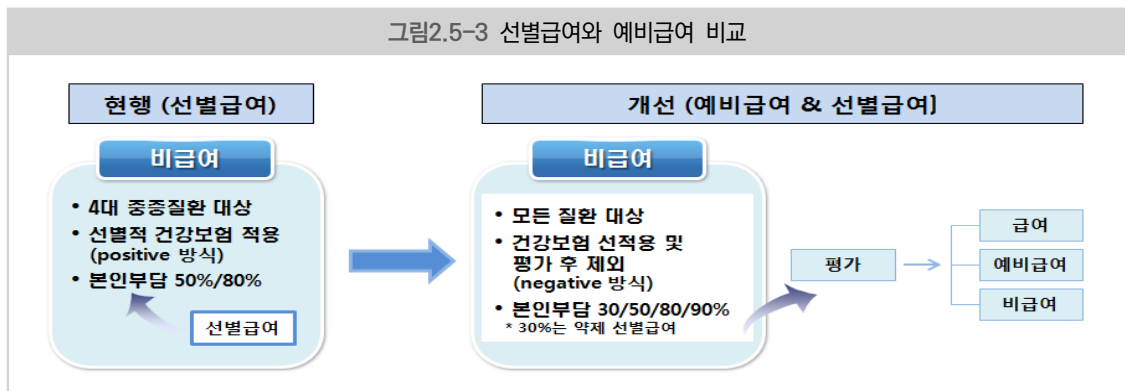 그림2.5-3 선별급여와 예비급여 비교
현행 (선별급여)
비급여
• 4대 중증질환 대상
• 선별적 건강보험 적용
(positive 방식)
• 본인부담 50%/80%
선별급여
개선 (예비급여 & 선별급여]
비급여
• 모든 질환 대상
• 건강보험 선적용 및
평가 후 제외
(negative 방식)
• 본인부담 30/50/80/90%
* 30%는 약제 선별급여
평가
급여
예비급여
비급여